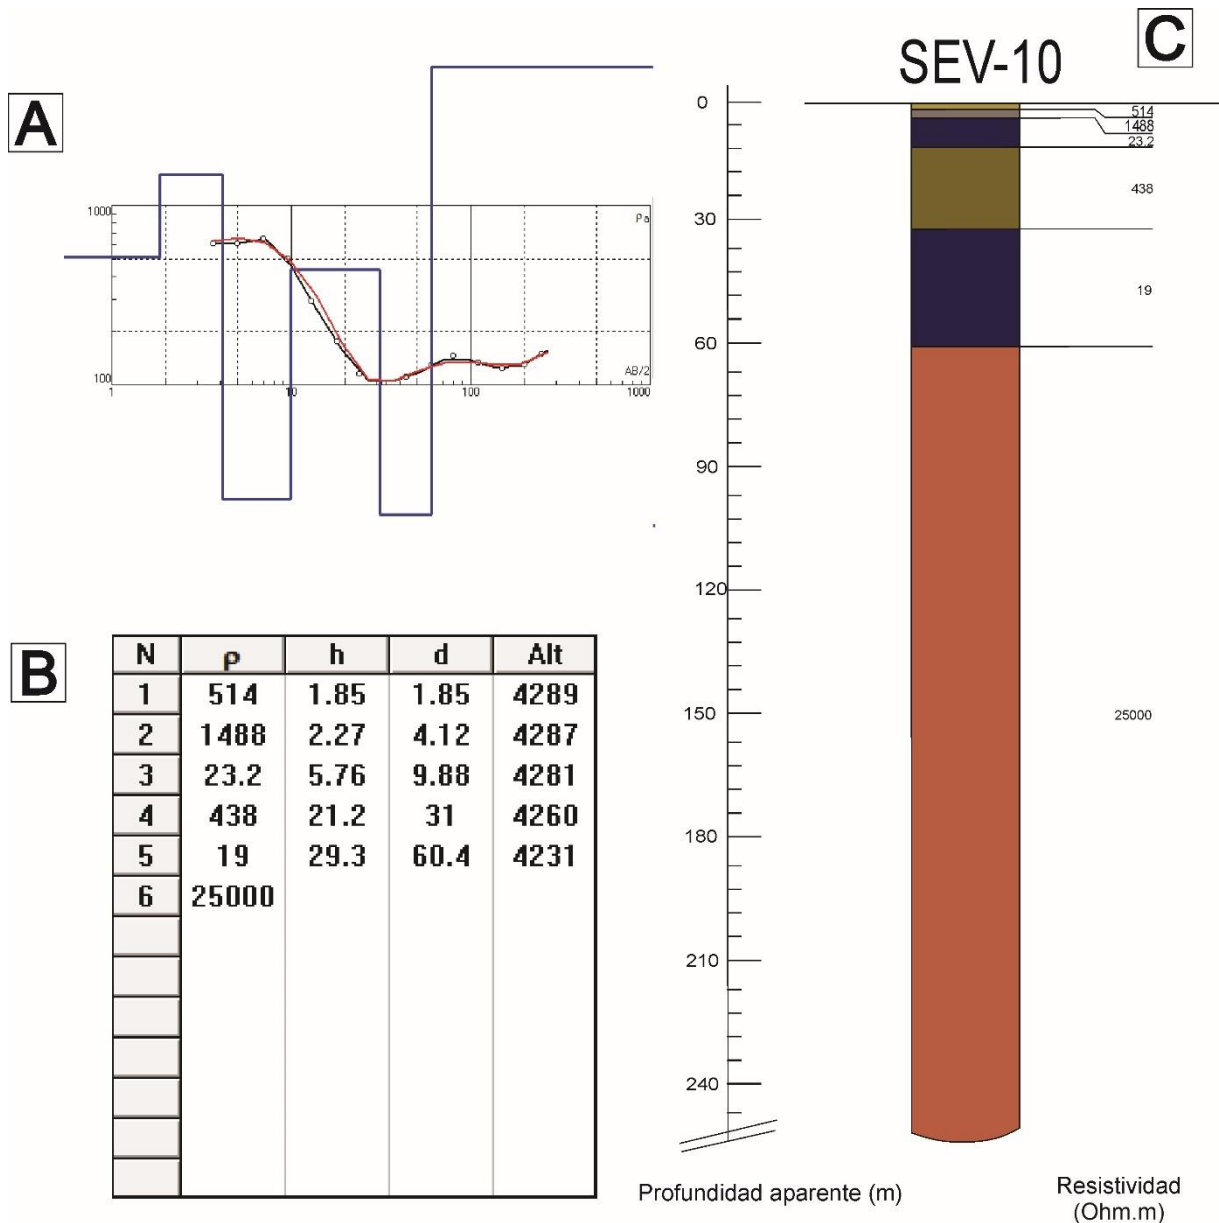 A
1000
ρa
100
AB/2
1
10
100
1000
B
N ρ h d Alt
1 514 1.85 1.85 4289
2 1488 2.27 4.12 4287
3 23.2 5.76 9.88 4281
4 438 21.2 31 4260
5 19 29.3 60.4 4231
6 25000
C
SEV-10
0
30
60
90
120
150
180
210
240
514
1488
23.2
438
19
25000
Profundidad aparente (m)
Resistividad
(Ohm.m)